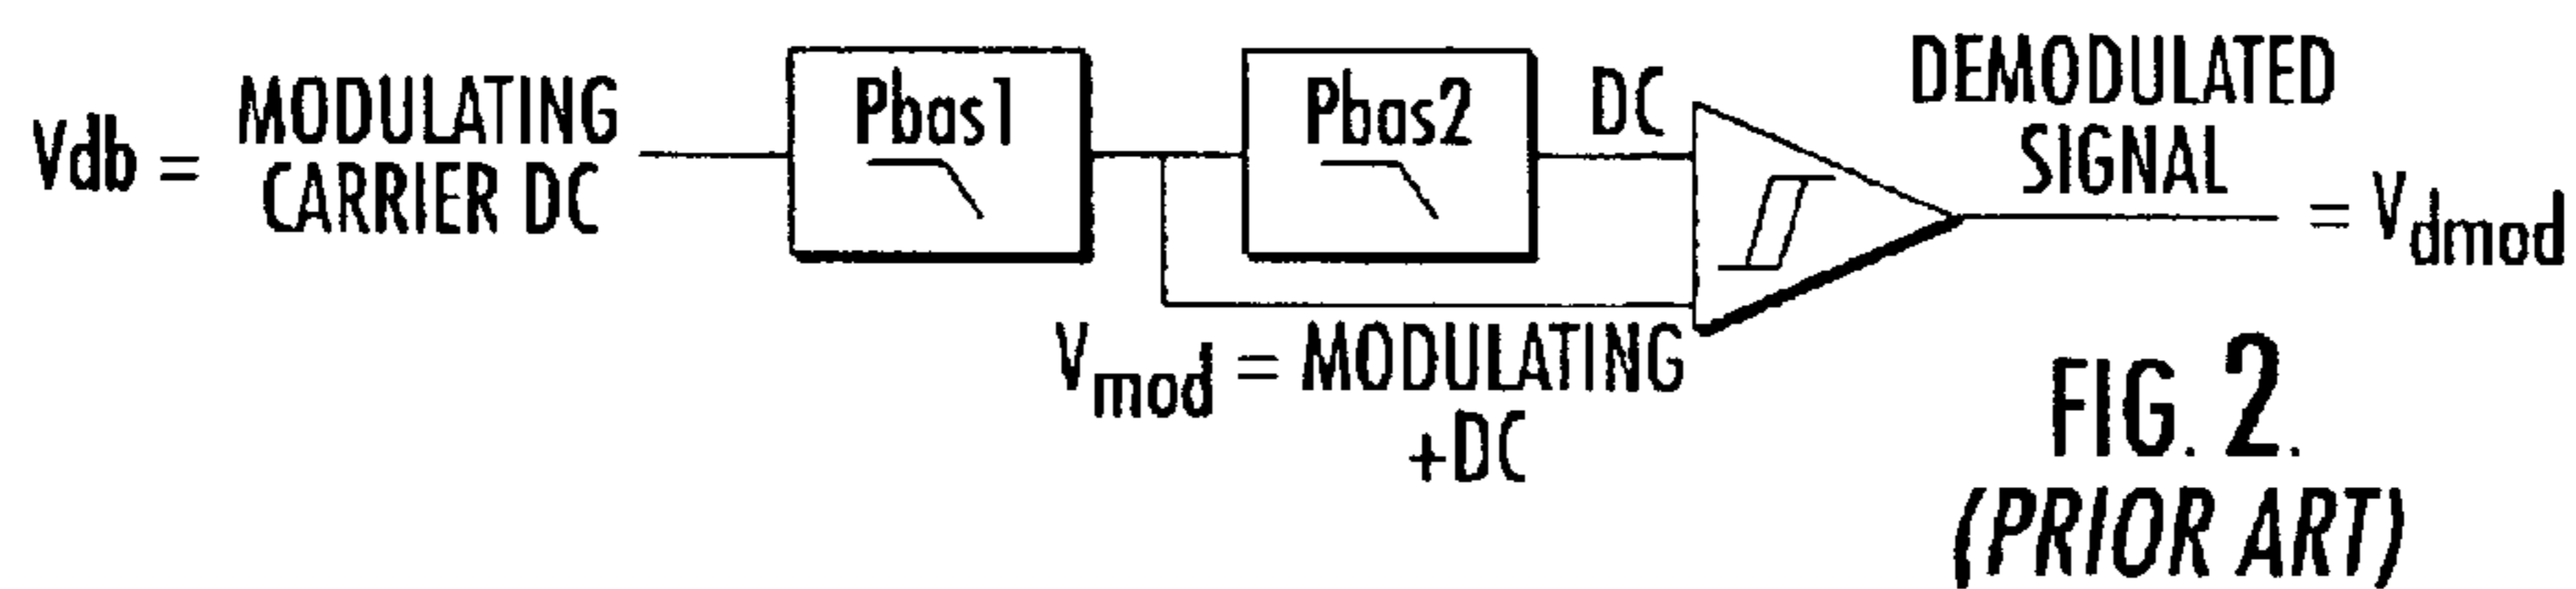 Vdb = MODULATING
CARRIER DC
Pbas1
Pbas2
DC
DEMODULATED
SIGNAL
= Vdmod
Vmod = MODULATING
+DC
FIG. 2.
(PRIOR ART)